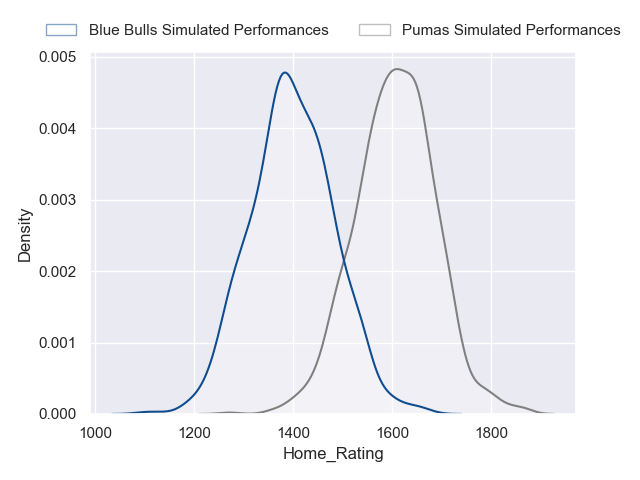 Blue Bulls Simulated Performances Pumas Simulated Performances
0.005
0.004
0.003
0.002
0.001
0.000
Density
1000 1200 1400 1600 1800
Home_Rating